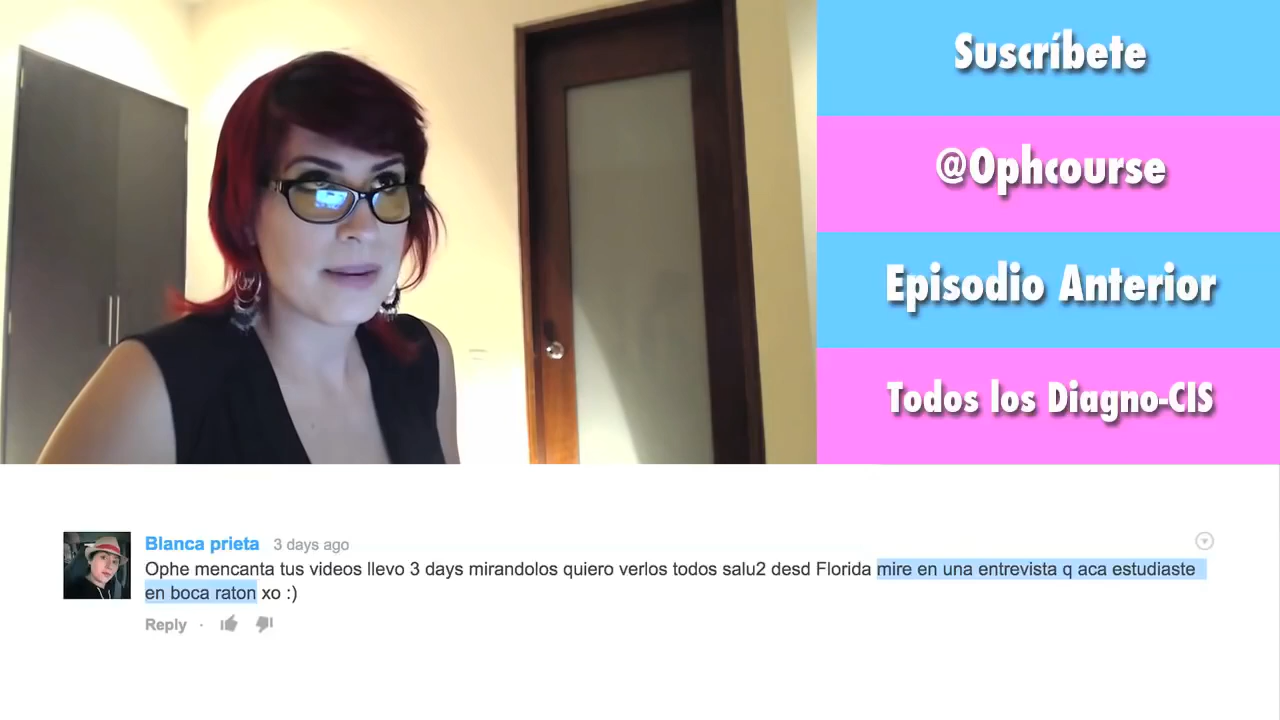 Suscríbete
@Ophcourse
Episodio Anterior
Todos los Diagno-CIS
Blanca prieta 3 days ago
Ophe mencanta tus videos llevo 3 days mirandolos quiero verlos todos salu2 desd Florida mire en una entrevista q aca estudiaste
en boca raton xo :)
Reply ·